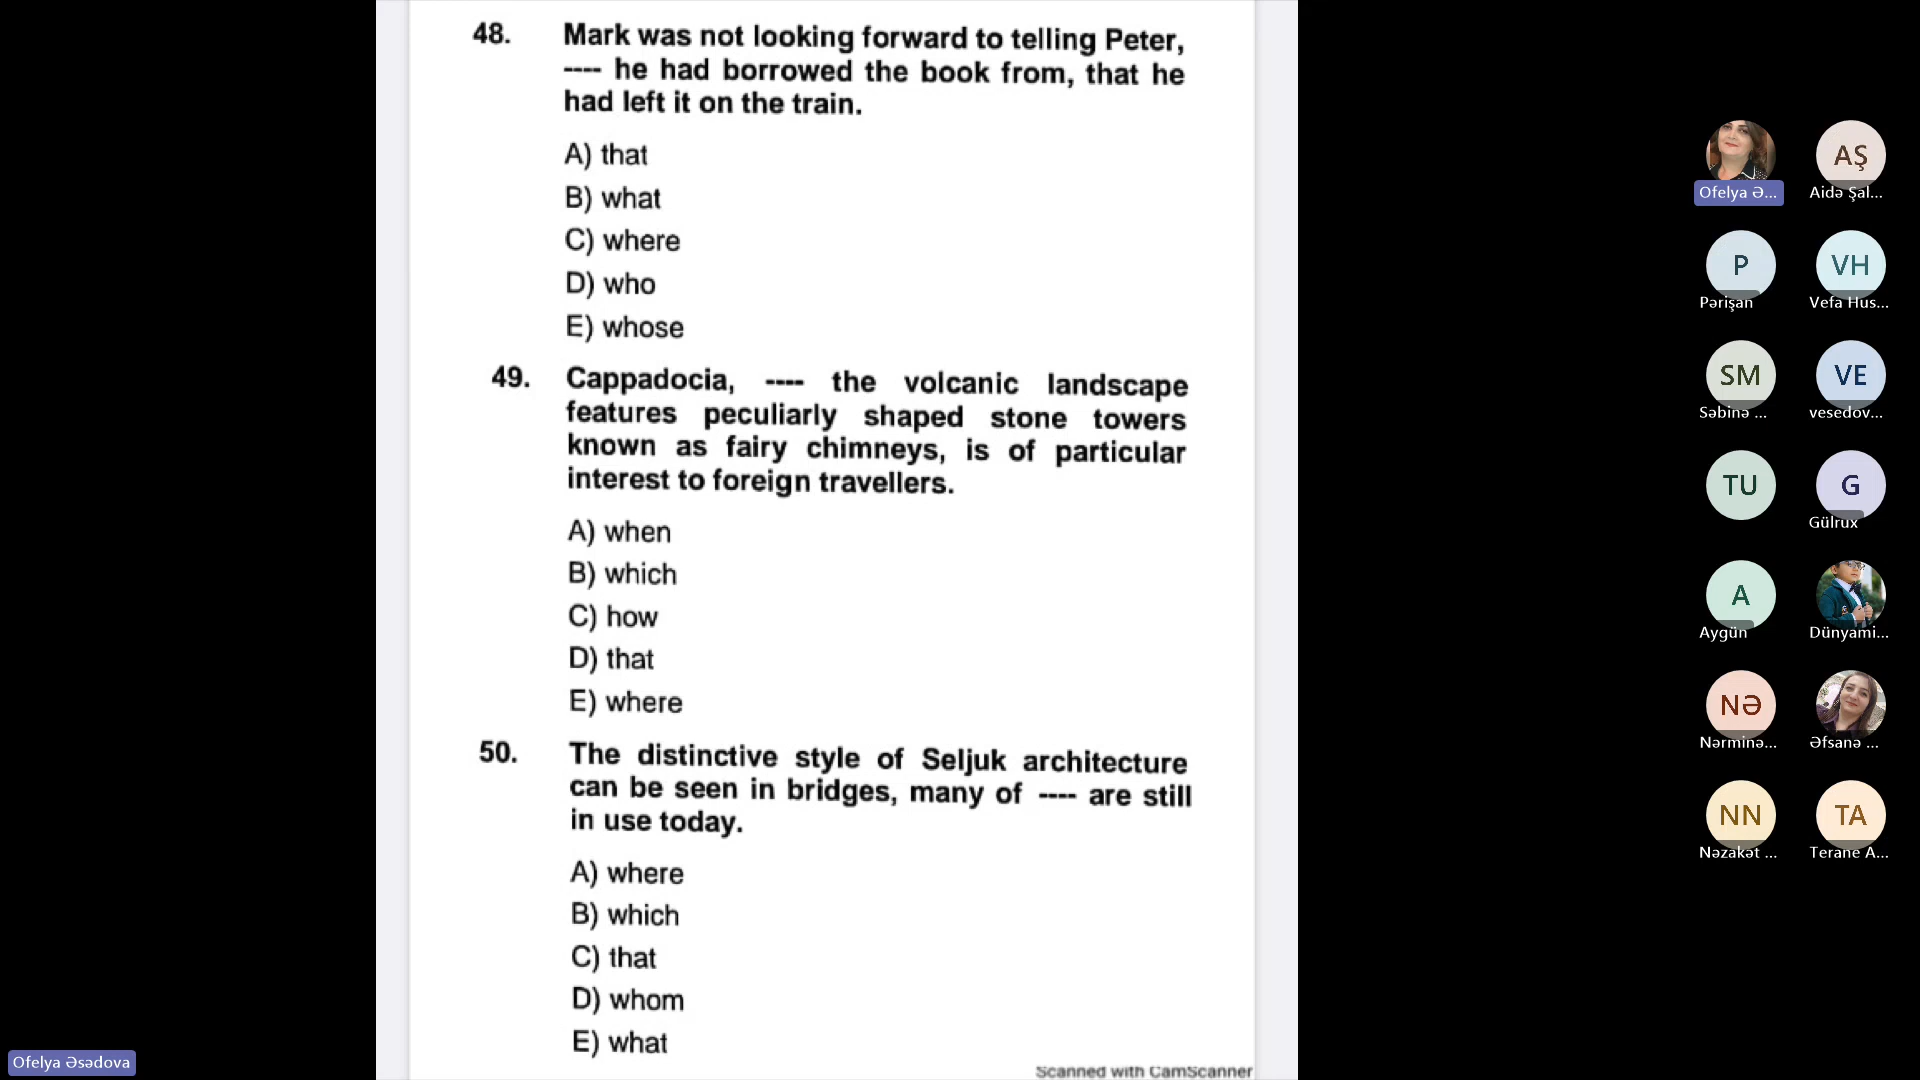 48. Mark was not looking forward to telling Peter,
---- he had borrowed the book from, that he
had left it on the train.
A) that
B) what
C) where
D) who
E) whose
49. Cappadocia, ---- the volcanic landscape
features peculiarly shaped stone towers
known as fairy chimneys, is of particular
interest to foreign travellers.
A) when
B) which
C) how
D) that
E) where
50. The distinctive style of Seljuk architecture
can be seen in bridges, many of ---- are still
in use today.
A) where
B) which
C) that
D) whom
E) what
Scanned with CamScanner
Ofelya Əsədova
Ofelya Ə...
AŞ
Aidə Şal...
P
Pərişan
VH
Vefa Hus...
SM
Səbinə ...
VE
vesedov...
TU
G
Gülrux
A
Aygün
Dünyami...
NƏ
Nərminə...
Əfsanə ...
NN
Nəzakət ...
TA
Terane A...